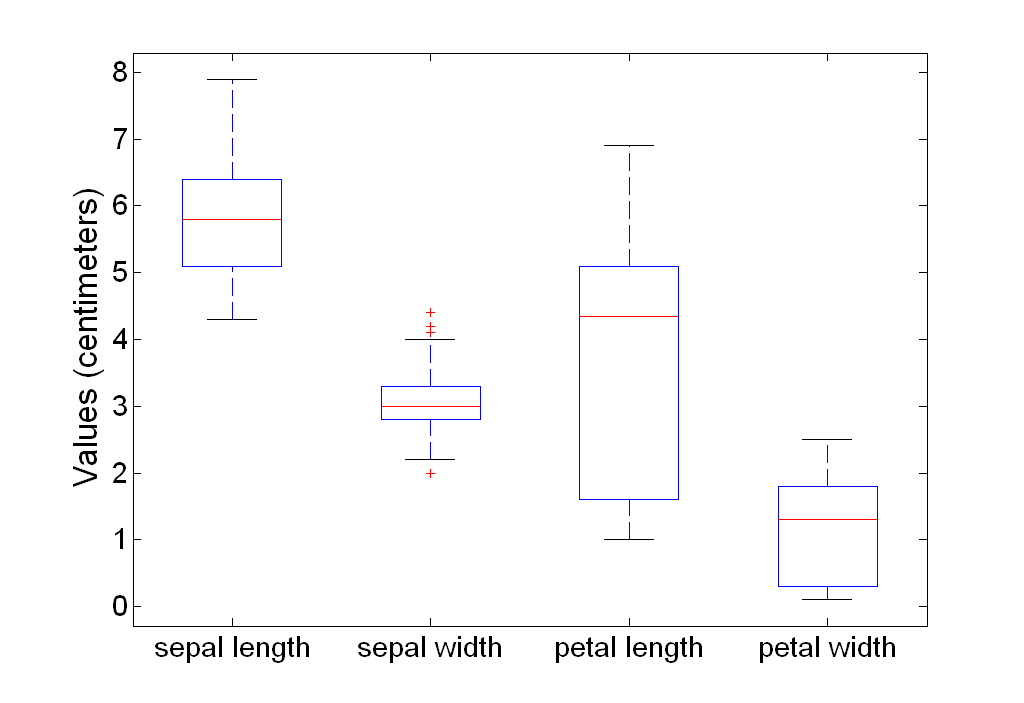 Values (centimeters)
8
7
6
5
4
3
2
1
0
sepal length
sepal width
petal length
petal width